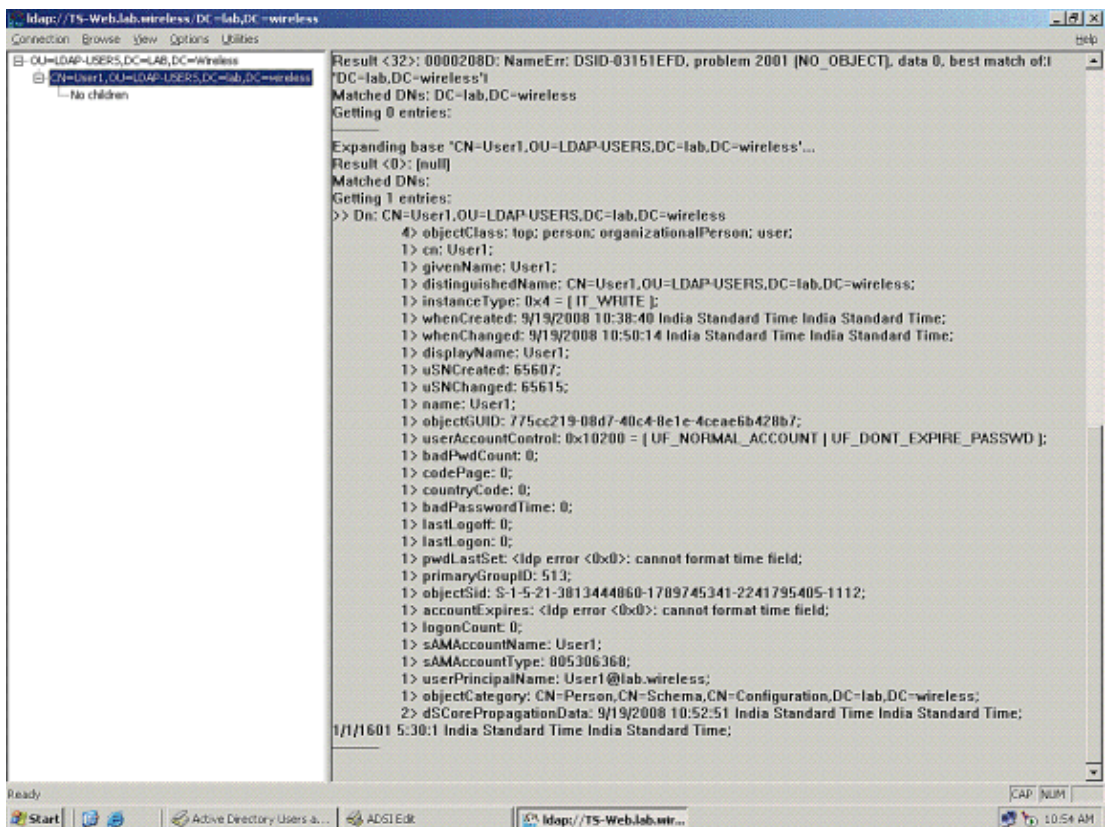 ldap://TS-Web.lab.wireless/DC=lab,DC=wireless
Connection Browse View Options Utilities Help
OU=LDAP-USERS,DC=LAB,DC=Wireless
CN=User1,OU=LDAP-USERS,DC=lab,DC=wireless
No children
Result <32>: 0000208D: NameErr: DSID-03151EFD, problem 2001 (NO_OBJECT), data 0, best match of:I
'DC=lab,DC=wireless'I
Matched DNs: DC=lab,DC=wireless
Getting 0 entries:
Expanding base 'CN=User1,OU=LDAP-USERS,DC=lab,DC=wireless'...
Result <0>: (null)
Matched DNs:
Getting 1 entries:
>> Dn: CN=User1,OU=LDAP-USERS,DC=lab,DC=wireless
4> objectClass: top; person; organizationalPerson; user;
1> cn: User1;
1> givenName: User1;
1> distinguishedName: CN=User1,OU=LDAP-USERS,DC=lab,DC=wireless;
1> instanceType: 0x4 = ( IT_WRITE );
1> whenCreated: 9/19/2008 10:38:40 India Standard Time India Standard Time;
1> whenChanged: 9/19/2008 10:50:14 India Standard Time India Standard Time;
1> displayName: User1;
1> uSNCreated: 65607;
1> uSNChanged: 65615;
1> name: User1;
1> objectGUID: 775cc219-08d7-40c4-8e1e-4ceae6b428b7;
1> userAccountControl: 0x10200 = ( UF_NORMAL_ACCOUNT | UF_DONT_EXPIRE_PASSWD );
1> badPwdCount: 0;
1> codePage: 0;
1> countryCode: 0;
1> badPasswordTime: 0;
1> lastLogoff: 0;
1> lastLogon: 0;
1> pwdLastSet: <ldp error <0x0>: cannot format time field;
1> primaryGroupID: 513;
1> objectSid: S-1-5-21-3813444860-1789745341-2241795405-1112;
1> accountExpires: <ldp error <0x0>: cannot format time field;
1> logonCount: 0;
1> sAMAccountName: User1;
1> sAMAccountType: 805306368;
1> userPrincipalName: User1@lab.wireless;
1> objectCategory: CN=Person,CN=Schema,CN=Configuration,DC=lab,DC=wireless;
2> dSCorePropagationData: 9/19/2008 10:52:51 India Standard Time India Standard Time;
1/1/1601 5:30:1 India Standard Time India Standard Time;
Ready CAP NUM
Start Active Directory Users a... ADSI Edit ldap://TS-Web.lab.wir... 10:54 AM